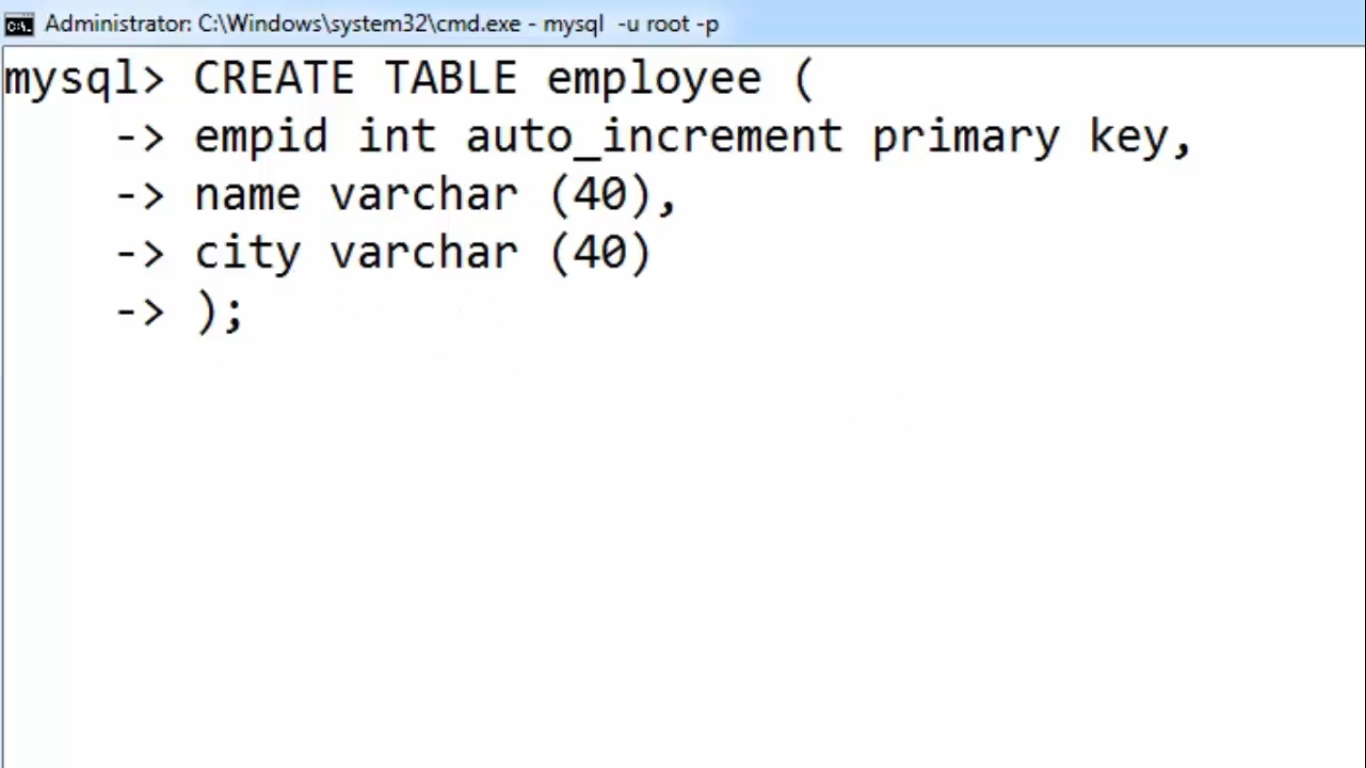 Administrator: C:\Windows\system32\cmd.exe - mysql  -u root -p
mysql> CREATE TABLE employee (
    -> empid int auto_increment primary key,
    -> name varchar (40),
    -> city varchar (40)
    -> );